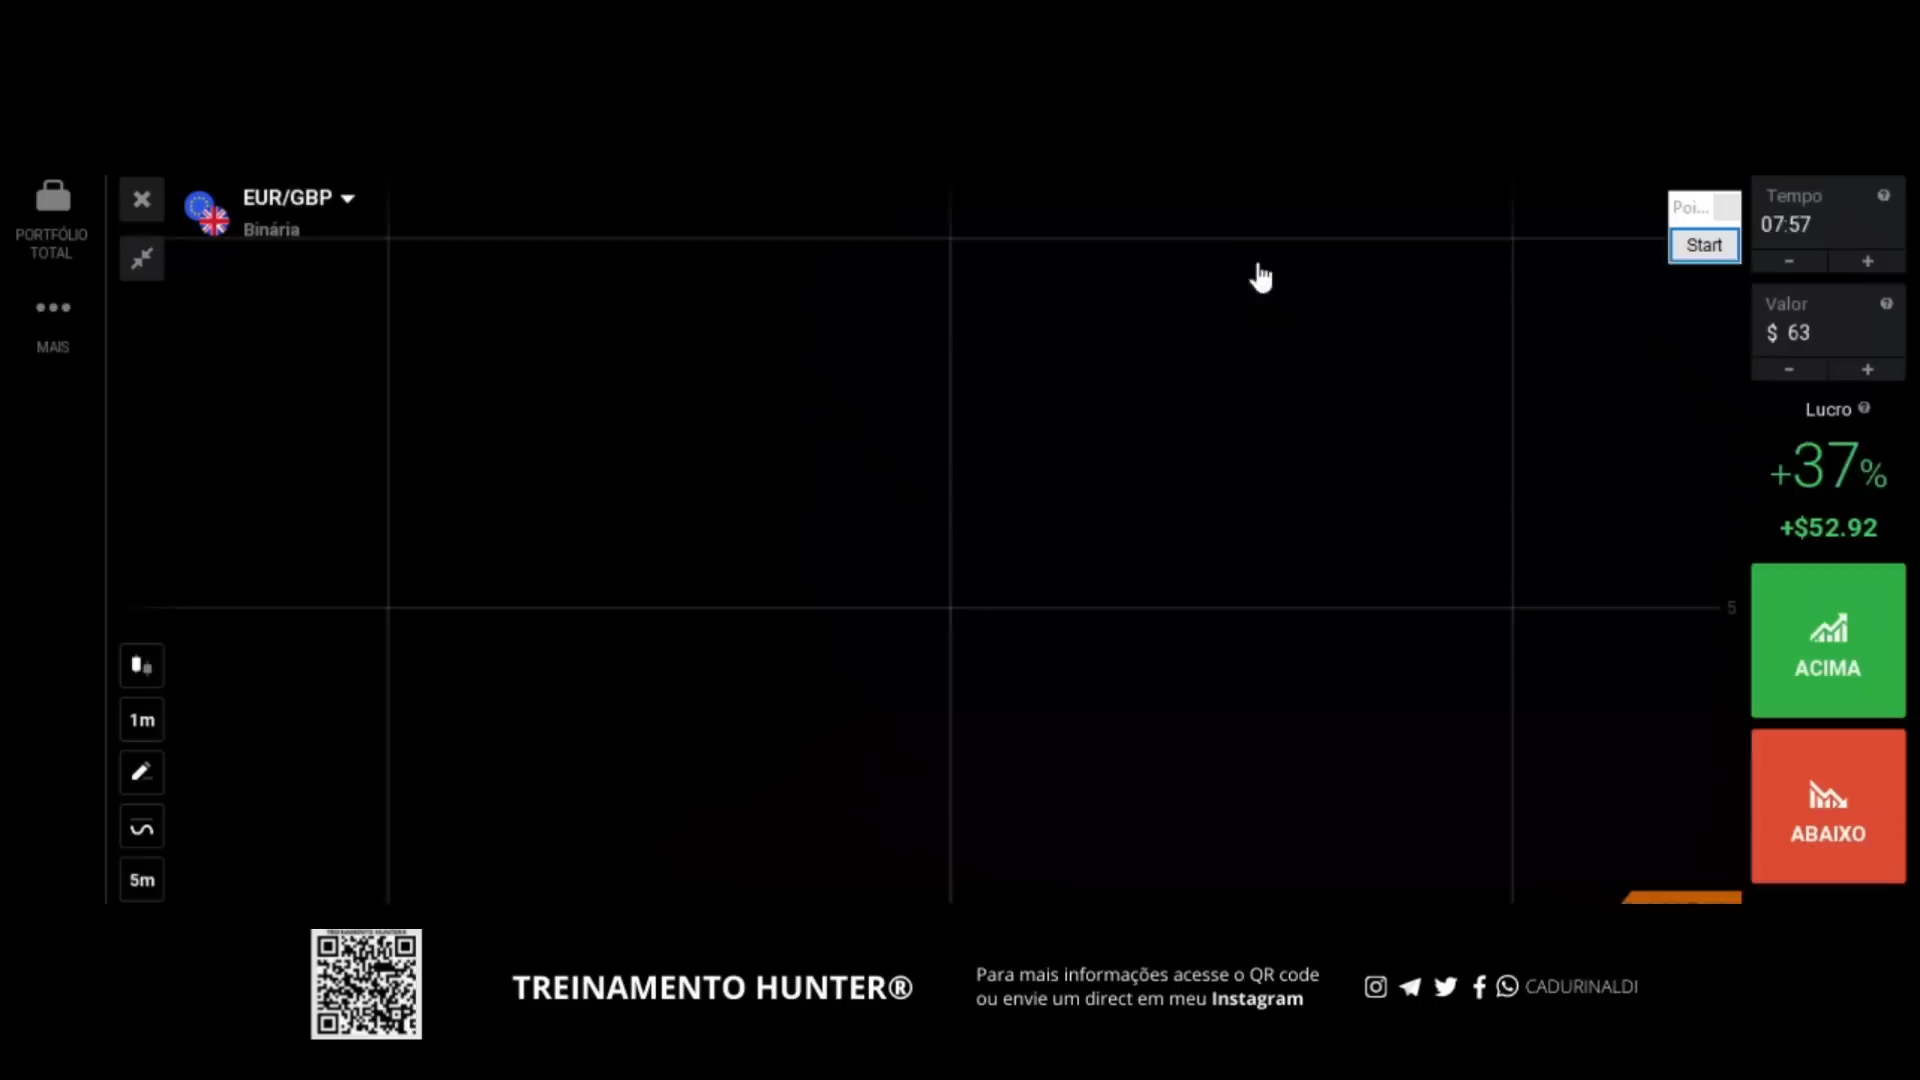 PORTFÓLIO
TOTAL
MAIS
EUR/GBP
Binária
Poi...
Start
Tempo
07:57
- +
Valor
$ 63
- +
Lucro
+37%
+$52.92
ACIMA
ABAIXO
5
1m
5m
TREINAMENTO HUNTER®
Para mais informações acesse o QR code
ou envie um direct em meu Instagram
CADURINALDI